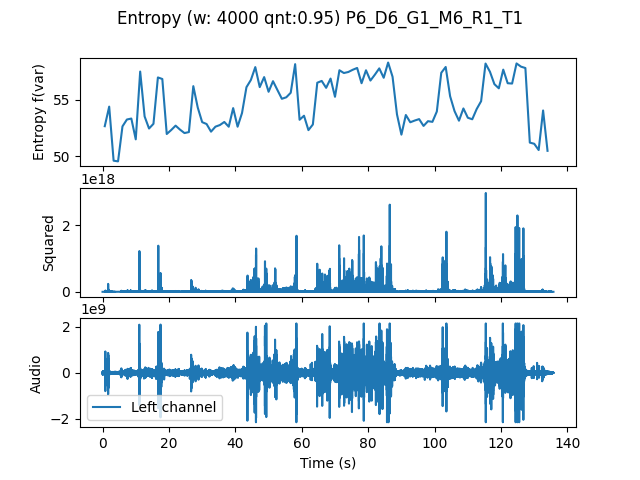 Entropy (w: 4000 qnt:0.95) P6_D6_G1_M6_R1_T1
Entropy f(var)
55
50
1e18
Squared
2
0
1e9
Audio
2
0
−2
Left channel
0 20 40 60 80 100 120 140
Time (s)